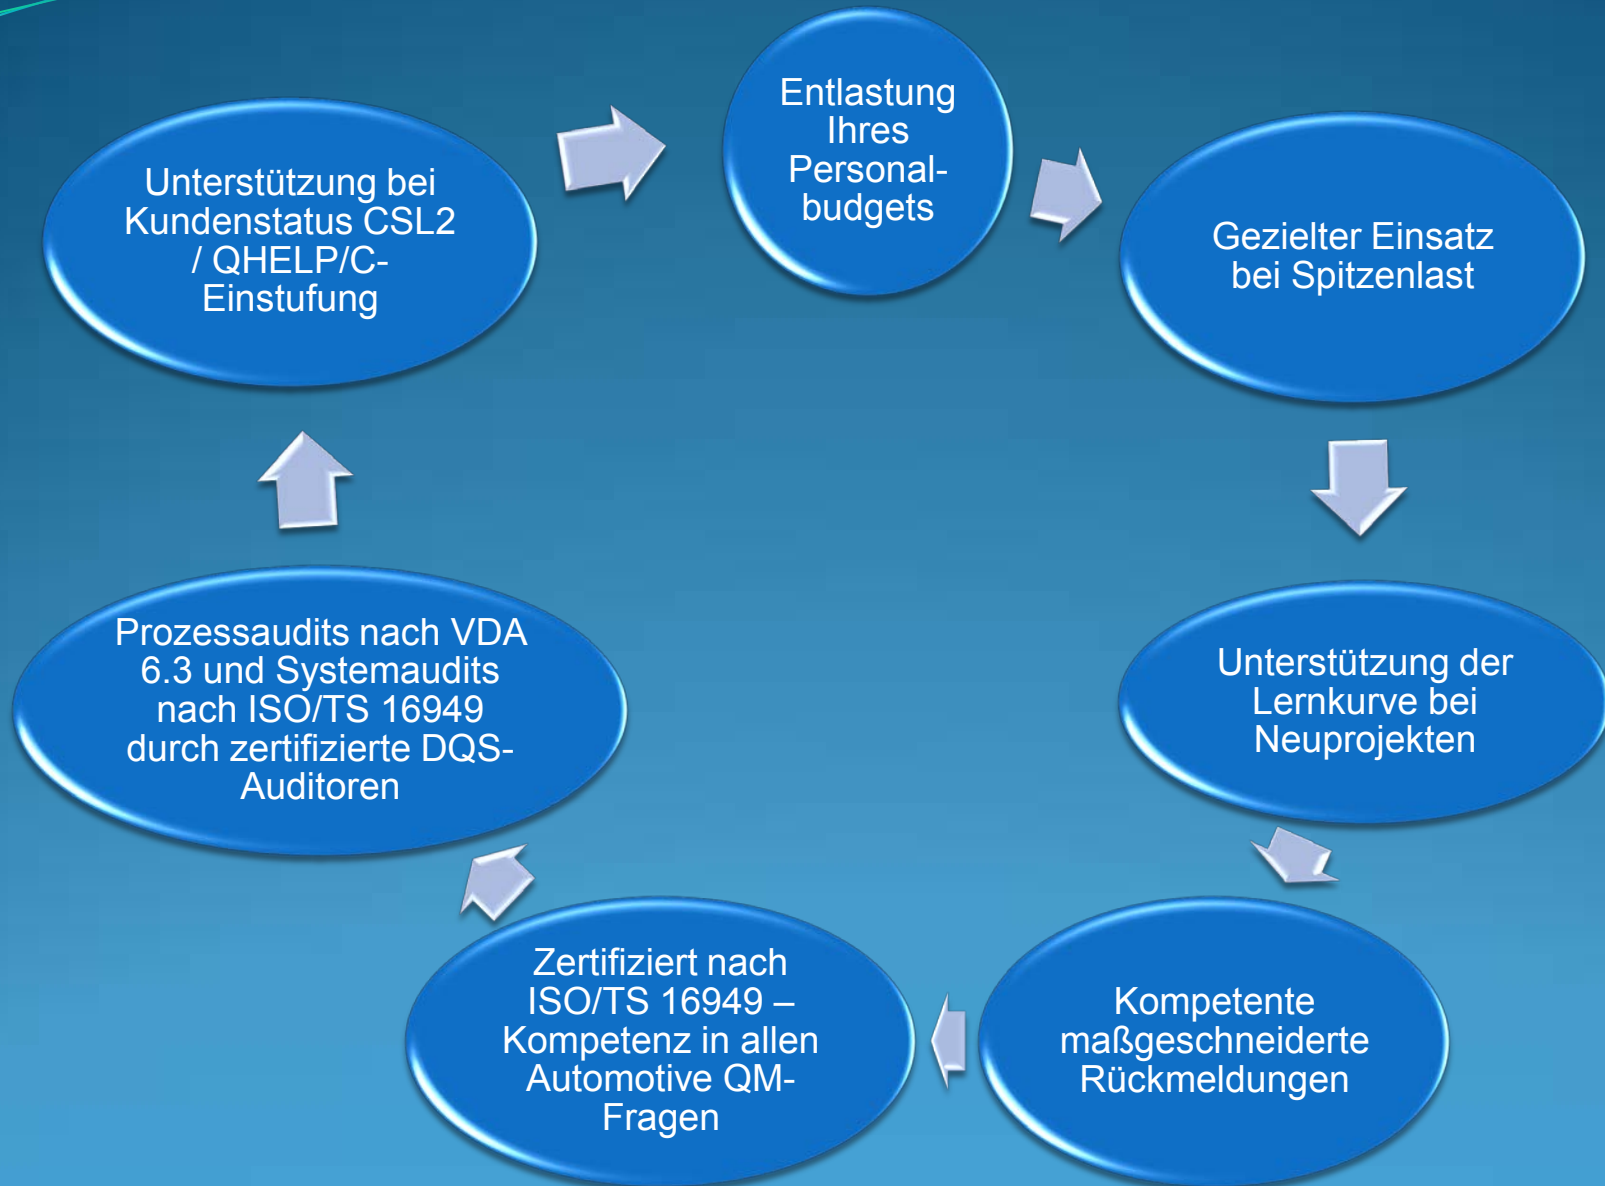 Entlastung
Ihres
Personal-
budgets
Gezielter Einsatz
bei Spitzenlast
Unterstützung der
Lernkurve bei
Neuprojekten
Kompetente
maßgeschneiderte
Rückmeldungen
Zertifiziert nach
ISO/TS 16949 –
Kompetenz in allen
Automotive QM-
Fragen
Prozessaudits nach VDA
6.3 und Systemaudits
nach ISO/TS 16949
durch zertifizierte DQS-
Auditoren
Unterstützung bei
Kundenstatus CSL2
/ QHELP/C-
Einstufung